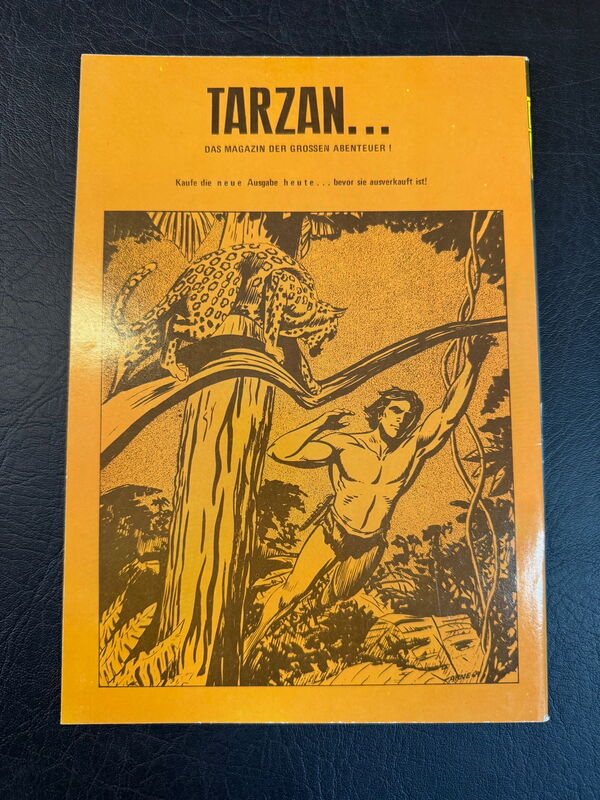 TARZAN...
DAS MAGAZIN DER GROSSEN ABENTEUER !
Kaufe die neue Ausgabe heute... bevor sie ausverkauft ist!